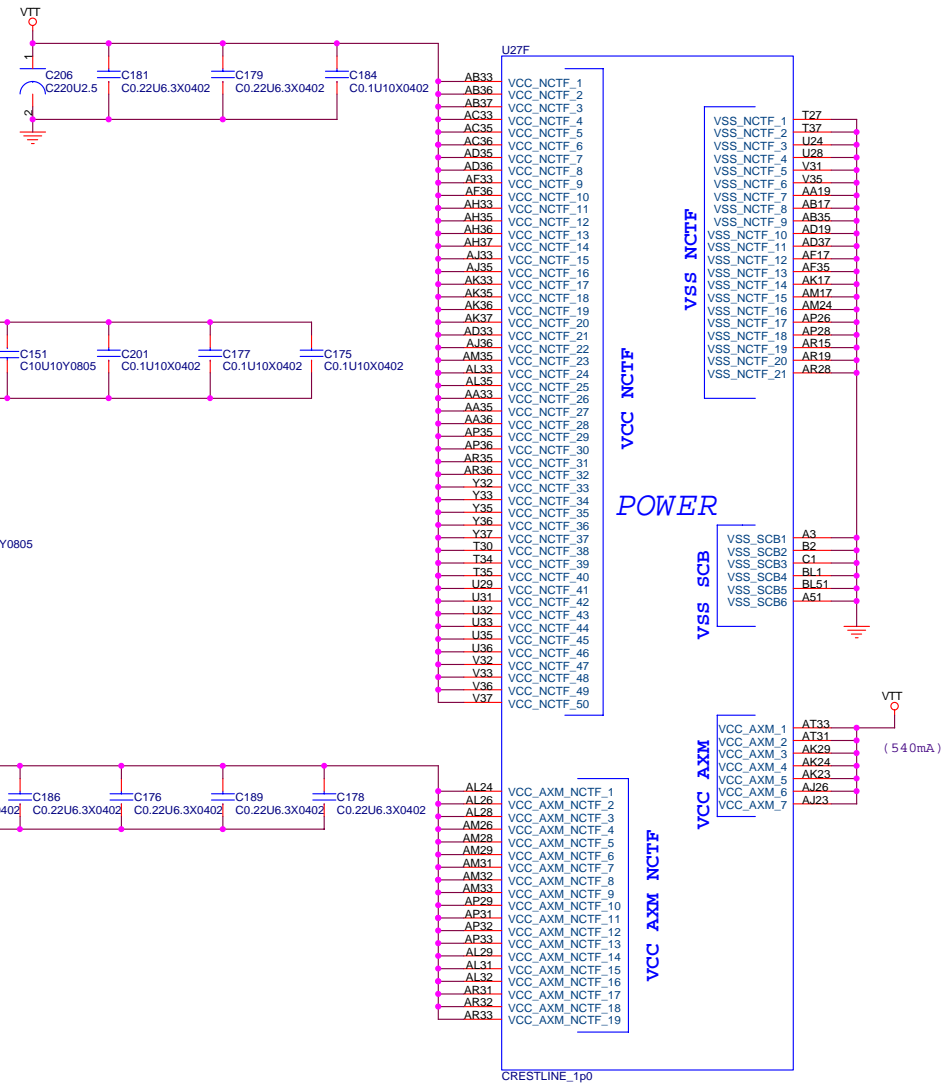 VTT
1
C206
C220U2.5
2
C181
C0.22U6.3X0402
C179
C0.22U6.3X0402
C184
C0.1U10X0402
C151
C10U10Y0805
C201
C0.1U10X0402
C177
C0.1U10X0402
C175
C0.1U10X0402
Y0805
0402
C186
C0.22U6.3X0402
C176
C0.22U6.3X0402
C189
C0.22U6.3X0402
C178
C0.22U6.3X0402
U27F
AB33 VCC_NCTF_1
AB36 VCC_NCTF_2
AB37 VCC_NCTF_3
AC33 VCC_NCTF_4
AC35 VCC_NCTF_5
AC36 VCC_NCTF_6
AD35 VCC_NCTF_7
AD36 VCC_NCTF_8
AF33 VCC_NCTF_9
AF36 VCC_NCTF_10
AH33 VCC_NCTF_11
AH35 VCC_NCTF_12
AH36 VCC_NCTF_13
AH37 VCC_NCTF_14
AJ33 VCC_NCTF_15
AJ35 VCC_NCTF_16
AK33 VCC_NCTF_17
AK35 VCC_NCTF_18
AK36 VCC_NCTF_19
AK37 VCC_NCTF_20
AD33 VCC_NCTF_21
AJ36 VCC_NCTF_22
AM35 VCC_NCTF_23
AL33 VCC_NCTF_24
AL35 VCC_NCTF_25
AA33 VCC_NCTF_26
AA35 VCC_NCTF_27
AA36 VCC_NCTF_28
AP35 VCC_NCTF_29
AP36 VCC_NCTF_30
AR35 VCC_NCTF_31
AR36 VCC_NCTF_32
Y32 VCC_NCTF_33
Y33 VCC_NCTF_34
Y35 VCC_NCTF_35
Y36 VCC_NCTF_36
Y37 VCC_NCTF_37
T30 VCC_NCTF_38
T34 VCC_NCTF_39
T35 VCC_NCTF_40
U29 VCC_NCTF_41
U31 VCC_NCTF_42
U32 VCC_NCTF_43
U33 VCC_NCTF_44
U35 VCC_NCTF_45
U36 VCC_NCTF_46
V32 VCC_NCTF_47
V33 VCC_NCTF_48
V36 VCC_NCTF_49
V37 VCC_NCTF_50
VCC NCTF
AL24 VCC_AXM_NCTF_1
AL26 VCC_AXM_NCTF_2
AL28 VCC_AXM_NCTF_3
AM26 VCC_AXM_NCTF_4
AM28 VCC_AXM_NCTF_5
AM29 VCC_AXM_NCTF_6
AM31 VCC_AXM_NCTF_7
AM32 VCC_AXM_NCTF_8
AM33 VCC_AXM_NCTF_9
AP29 VCC_AXM_NCTF_10
AP31 VCC_AXM_NCTF_11
AP32 VCC_AXM_NCTF_12
AP33 VCC_AXM_NCTF_13
AL29 VCC_AXM_NCTF_14
AL31 VCC_AXM_NCTF_15
AL32 VCC_AXM_NCTF_16
AR31 VCC_AXM_NCTF_17
AR32 VCC_AXM_NCTF_18
AR33 VCC_AXM_NCTF_19
VCC AXM NCTF
POWER
VSS NCTF
VSS_NCTF_1 T27
VSS_NCTF_2 T37
VSS_NCTF_3 U24
VSS_NCTF_4 U28
VSS_NCTF_5 V31
VSS_NCTF_6 V35
VSS_NCTF_7 AA19
VSS_NCTF_8 AB17
VSS_NCTF_9 AB35
VSS_NCTF_10 AD19
VSS_NCTF_11 AD37
VSS_NCTF_12 AF17
VSS_NCTF_13 AF35
VSS_NCTF_14 AK17
VSS_NCTF_15 AM17
VSS_NCTF_16 AM24
VSS_NCTF_17 AP26
VSS_NCTF_18 AP28
VSS_NCTF_19 AR15
VSS_NCTF_20 AR19
VSS_NCTF_21 AR28
VSS SCB
VSS_SCB1 A3
VSS_SCB2 B2
VSS_SCB3 C1
VSS_SCB4 BL1
VSS_SCB5 BL51
VSS_SCB6 A51
VCC AXM
VCC_AXM_1 AT33
VCC_AXM_2 AT31
VCC_AXM_3 AK29
VCC_AXM_4 AK24
VCC_AXM_5 AK23
VCC_AXM_6 AJ26
VCC_AXM_7 AJ23
VTT
(540mA)
CRESTLINE_1p0